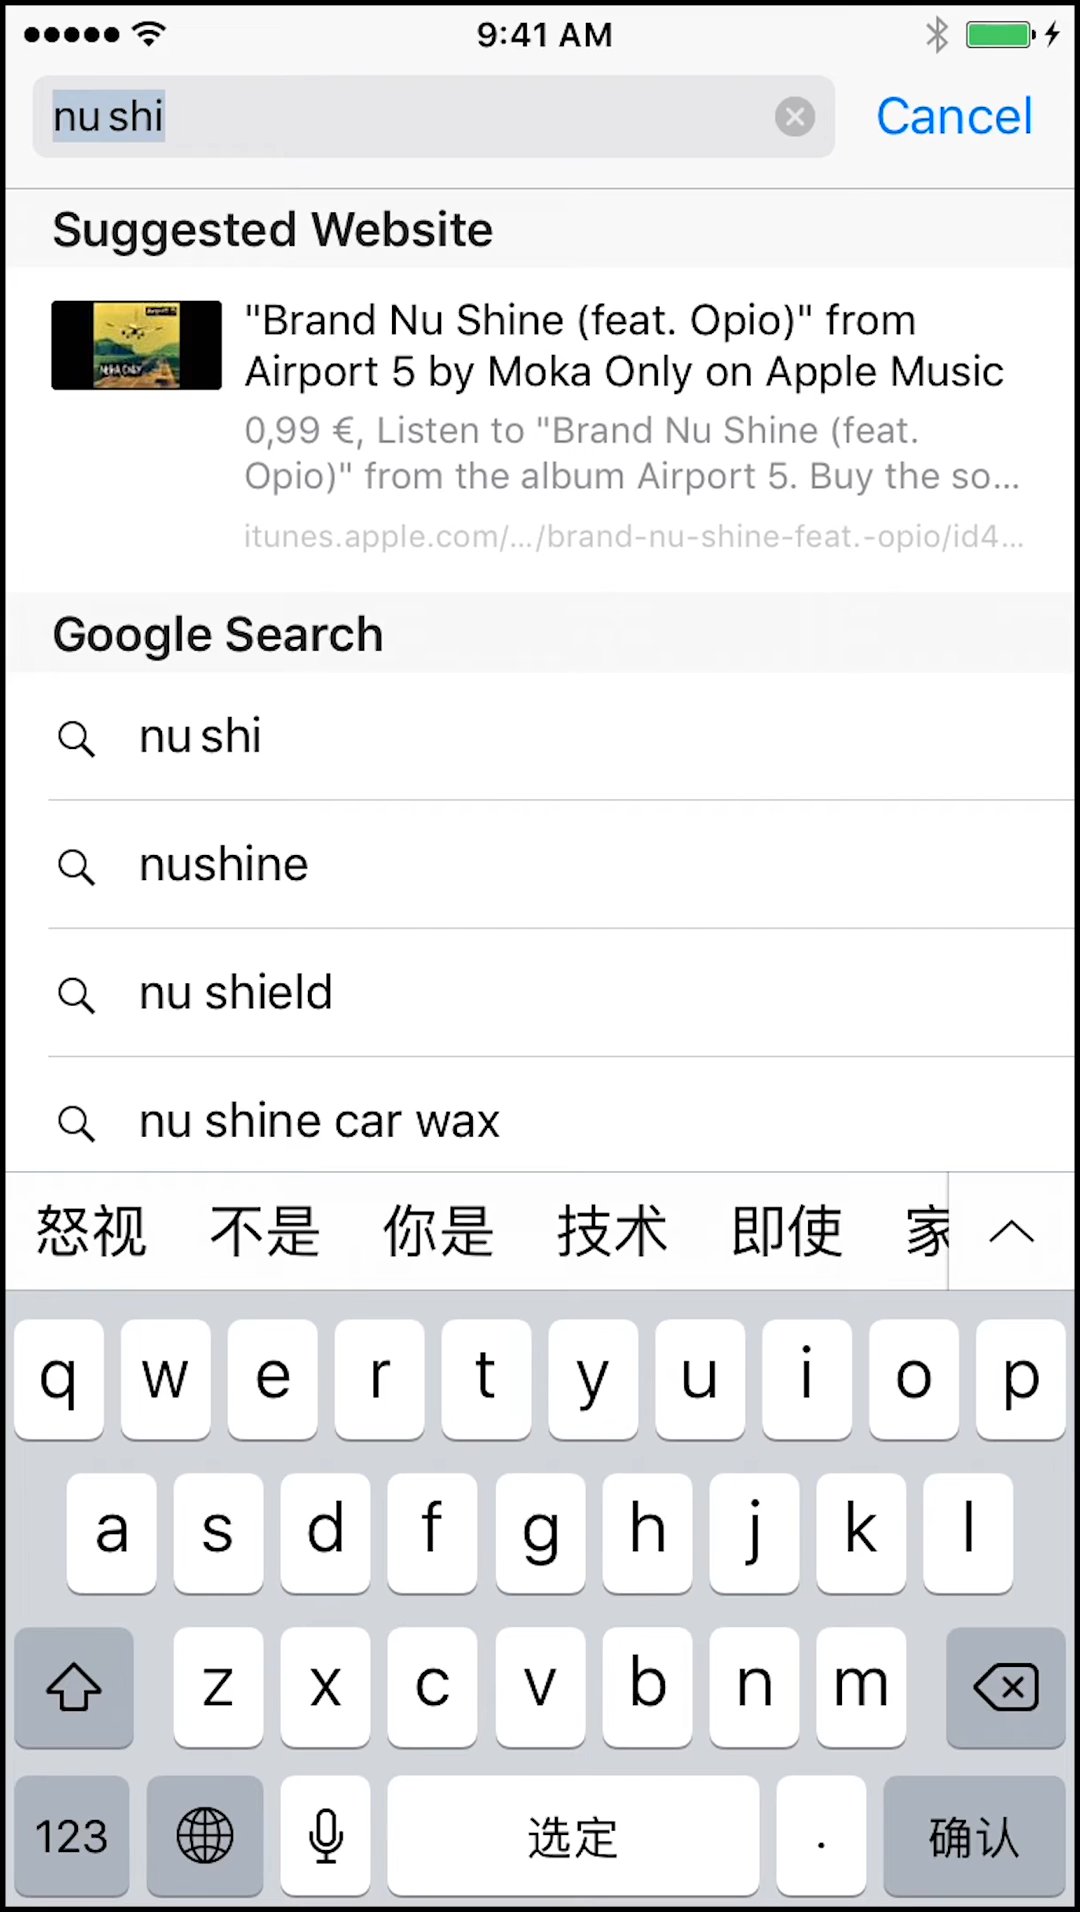 9:41 AM
nu shi
Cancel
Suggested Website
"Brand Nu Shine (feat. Opio)" from
Airport 5 by Moka Only on Apple Music
0,99 €, Listen to "Brand Nu Shine (feat.
Opio)" from the album Airport 5. Buy the so...
itunes.apple.com/.../brand-nu-shine-feat.-opio/id4...
Google Search
nu shi
nushine
nu shield
nu shine car wax
怒视 不是 你是 技术 即使 家
q w e r t y u i o p
a s d f g h j k l
z x c v b n m
123 选定 . 确认